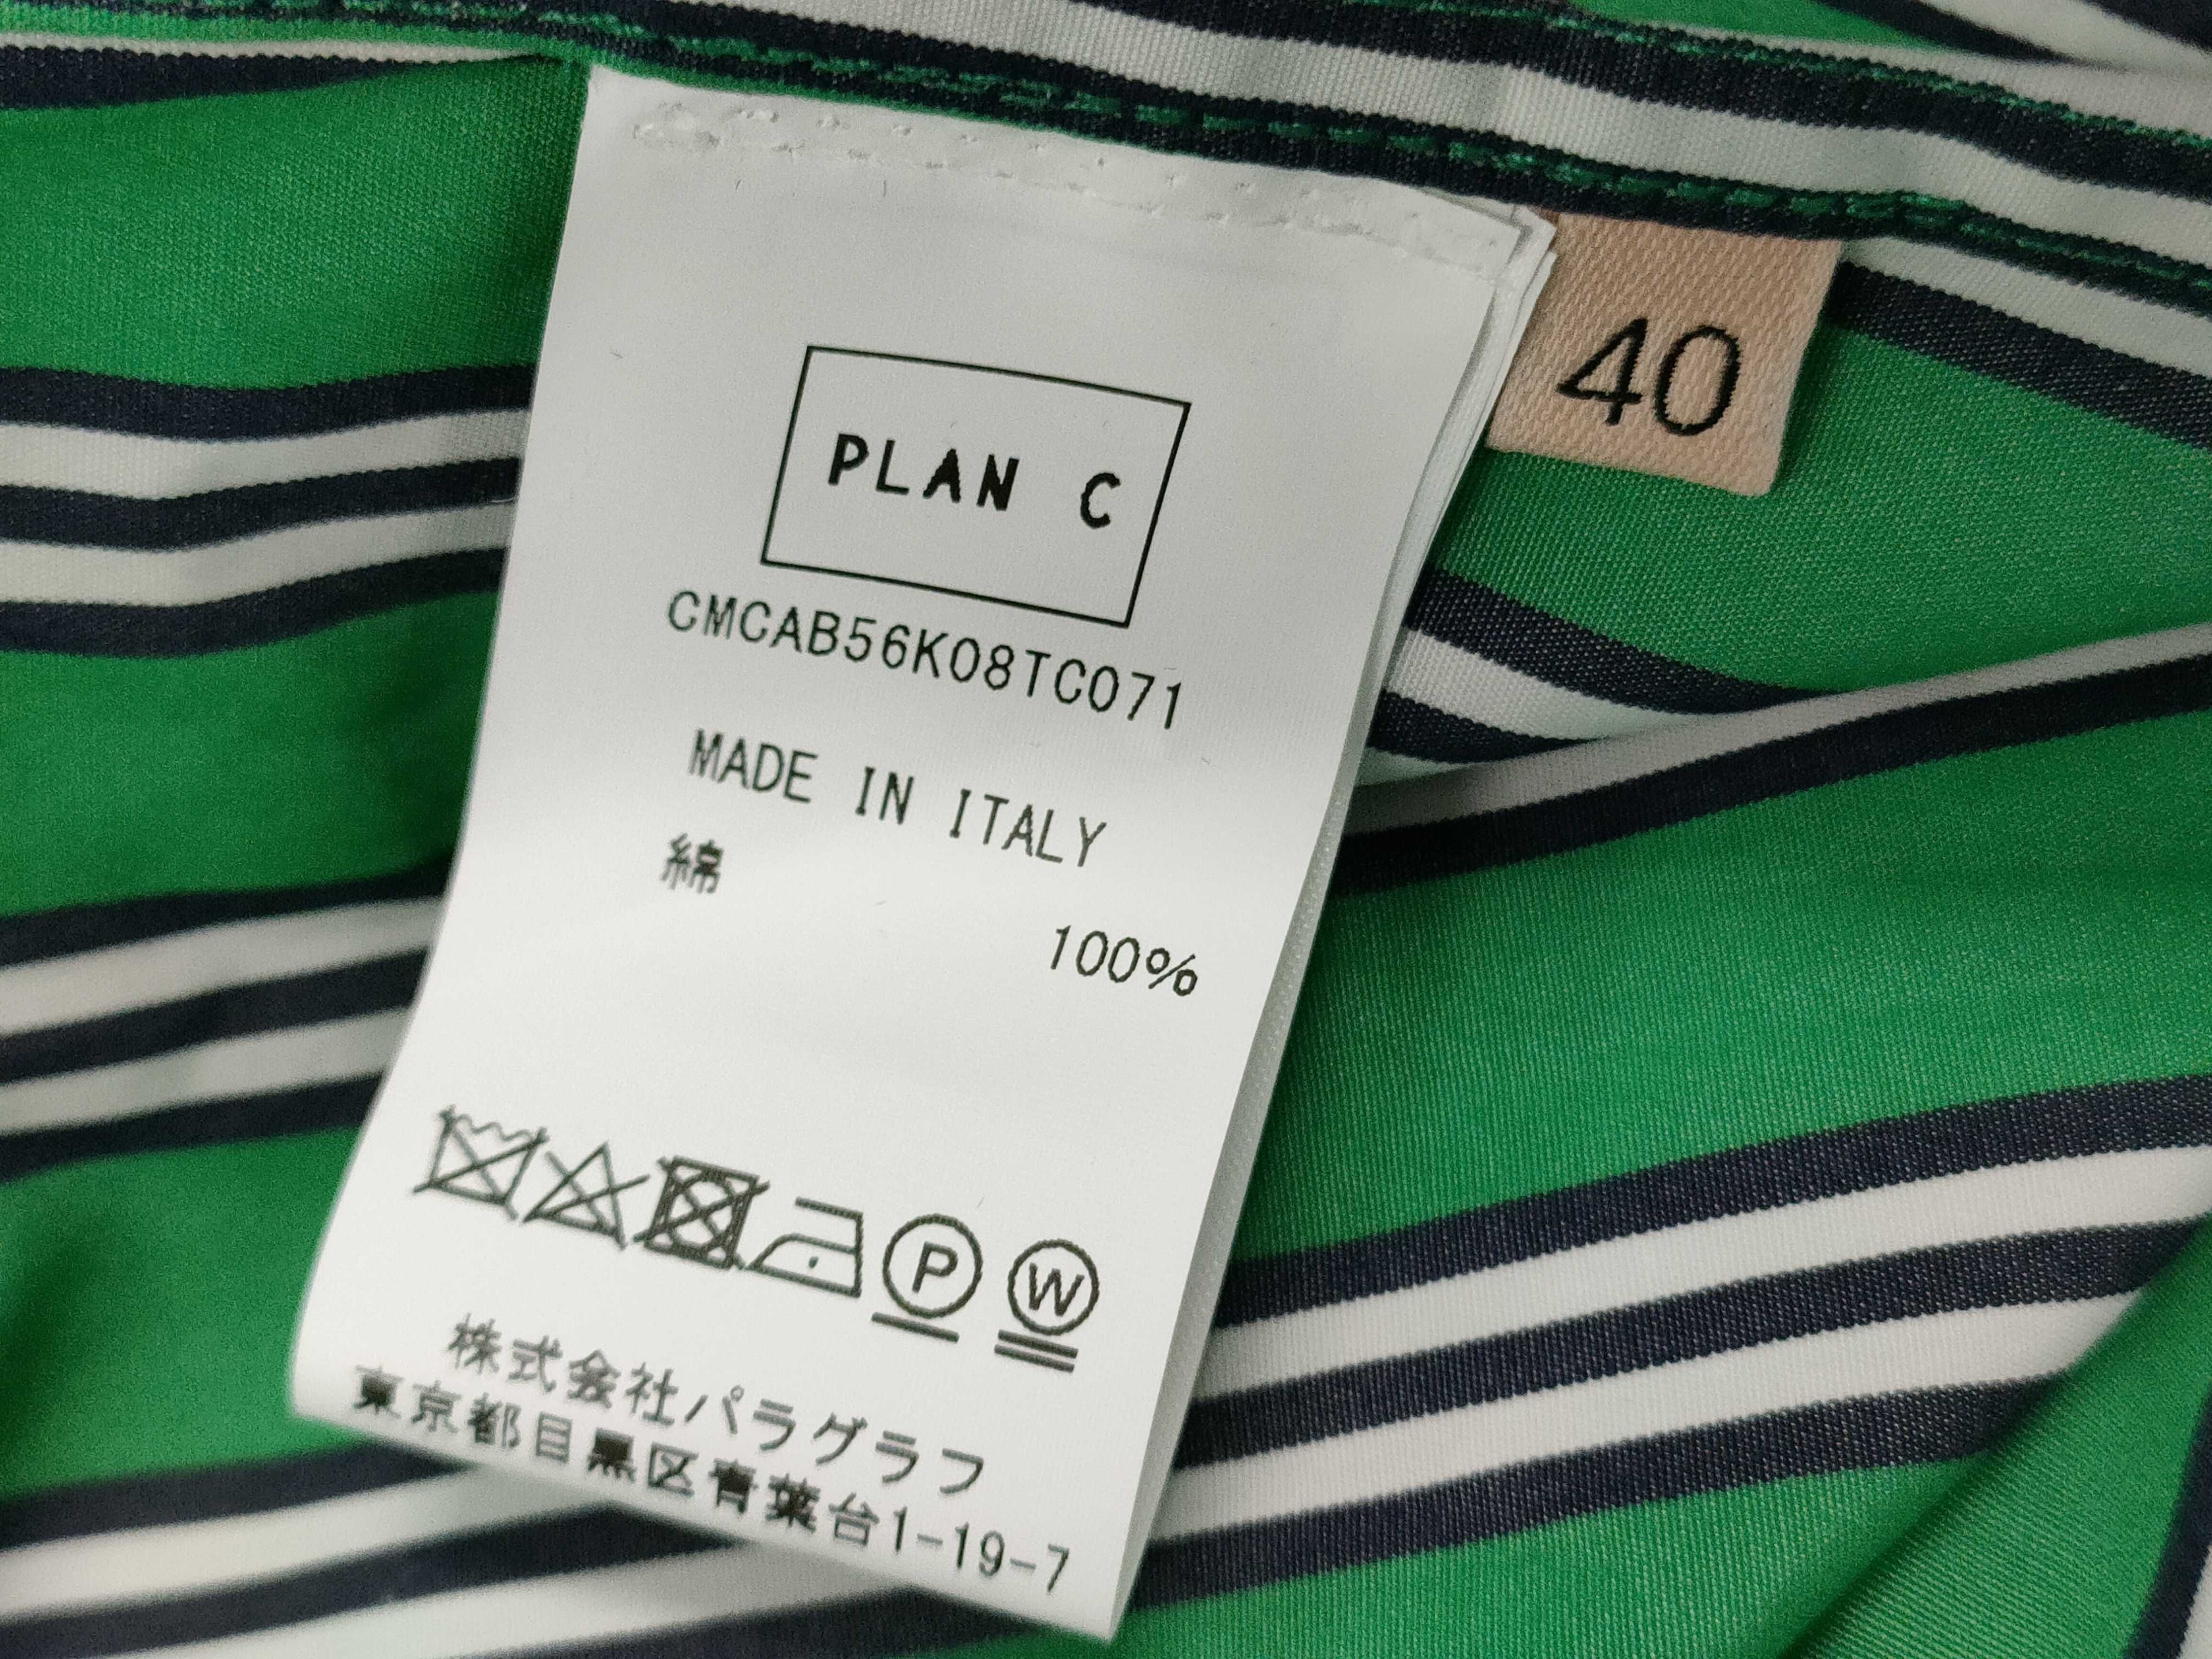 PLAN C
40
CMCAB56K08TC071
MADE IN ITALY
綿
100%
P W
株式会社パラグラフ
東京都目黒区青葉台1-19-7